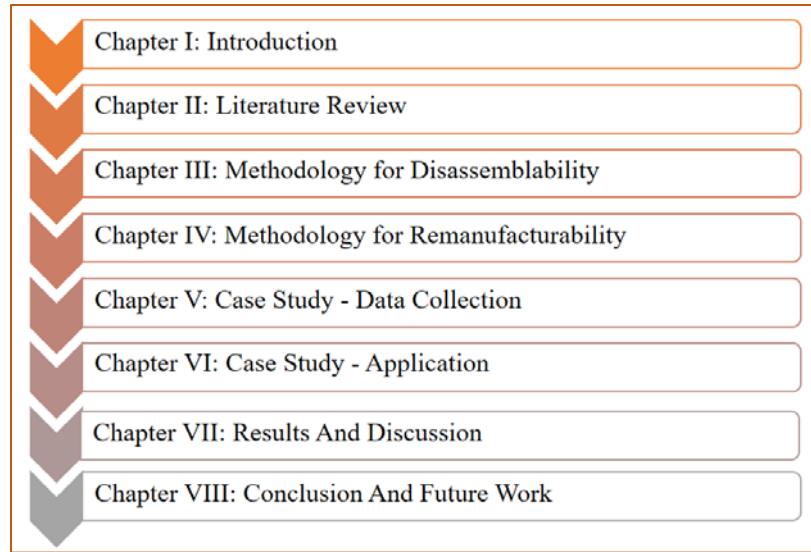 Chapter I: Introduction
Chapter II: Literature Review
Chapter III: Methodology for Disassemblability
Chapter IV: Methodology for Remanufacturability
Chapter V: Case Study - Data Collection
Chapter VI: Case Study - Application
Chapter VII: Results And Discussion
Chapter VIII: Conclusion And Future Work